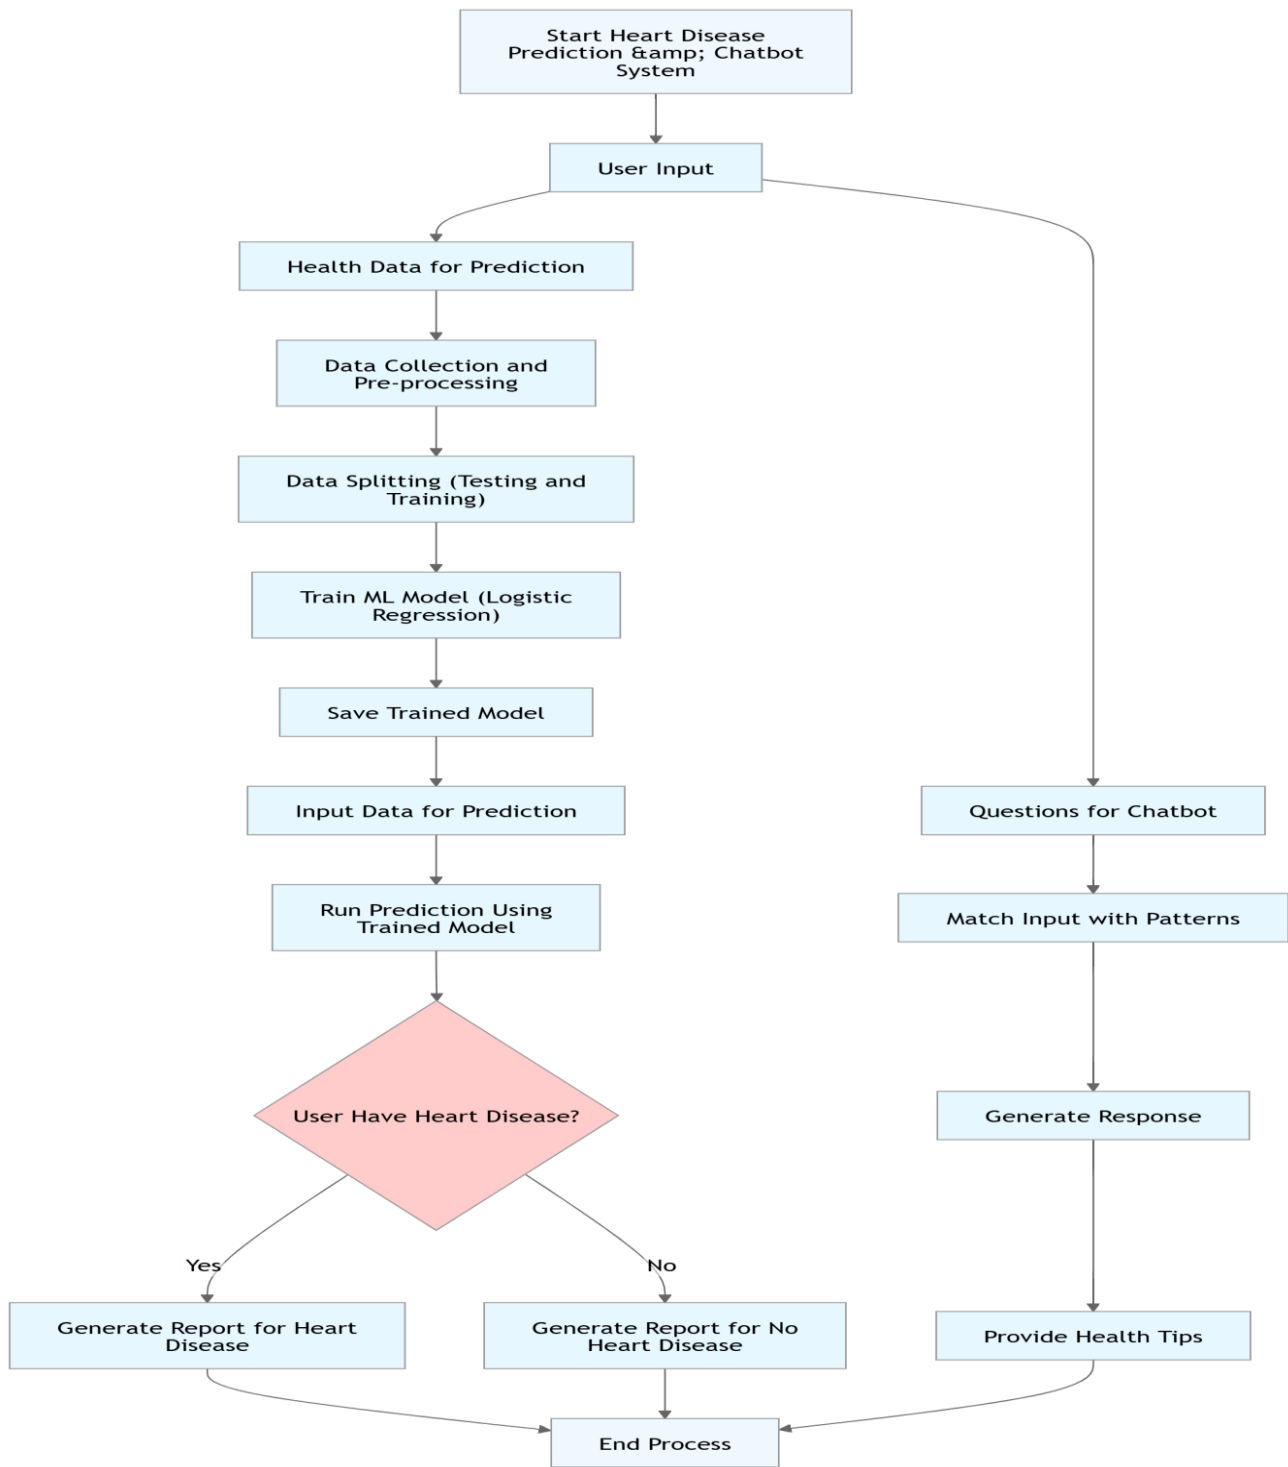 Start Heart Disease
Prediction &amp; Chatbot
System
User Input
Health Data for Prediction
Data Collection and
Pre-processing
Data Splitting (Testing and
Training)
Train ML Model (Logistic
Regression)
Save Trained Model
Input Data for Prediction
Questions for Chatbot
Run Prediction Using
Trained Model
Match Input with Patterns
User Have Heart Disease?
Generate Response
Yes
No
Generate Report for Heart
Disease
Generate Report for No
Heart Disease
Provide Health Tips
End Process